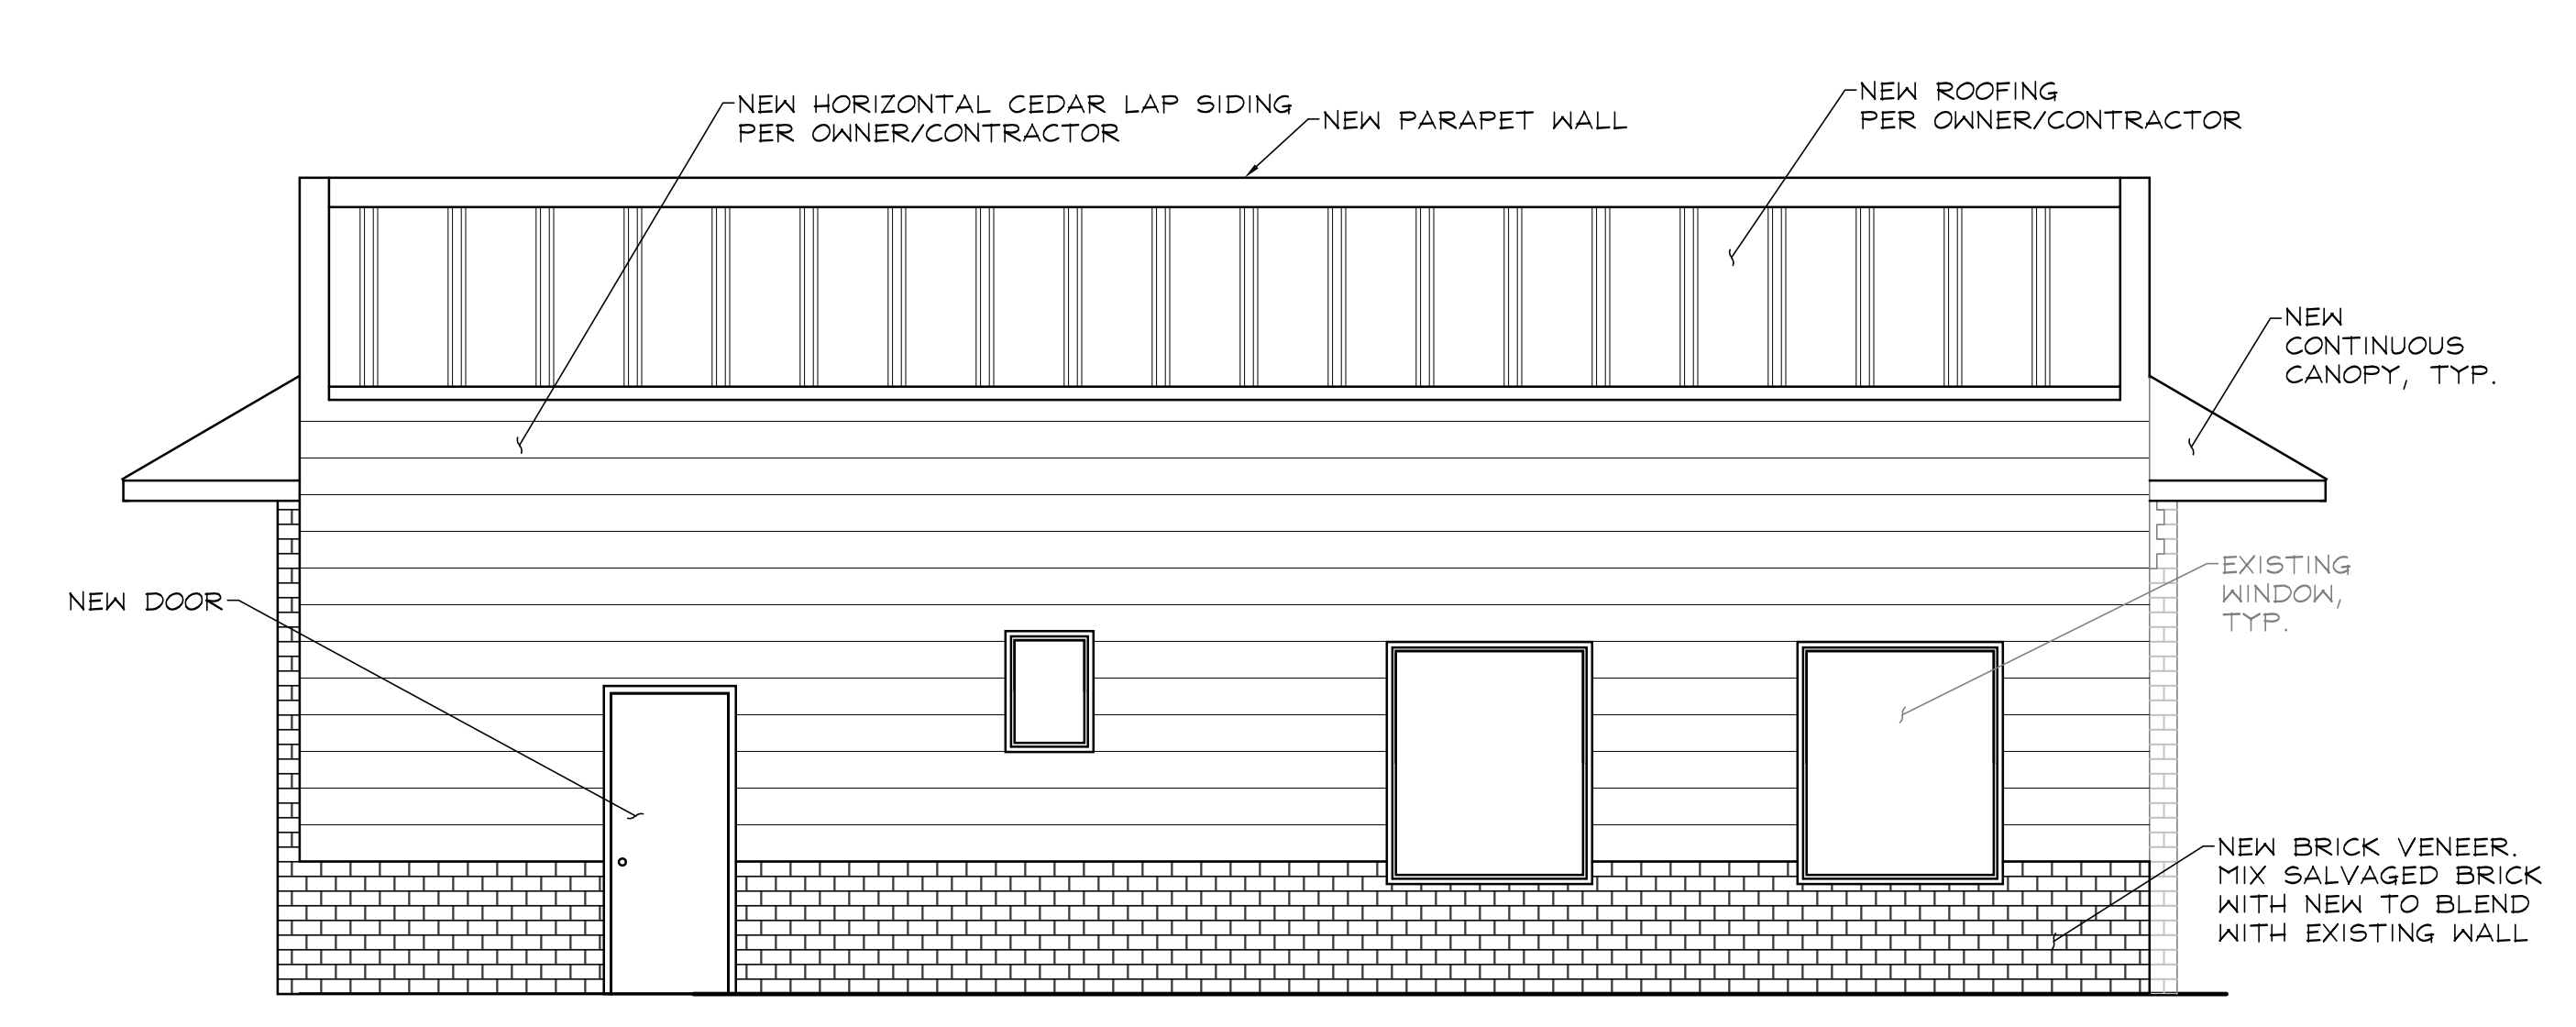 NEW HORIZONTAL CEDAR LAP SIDING
PER OWNER/CONTRACTOR
NEW PARAPET WALL
NEW ROOFING
PER OWNER/CONTRACTOR
NEW
CONTINUOUS
CANOPY, TYP.
EXISTING
WINDOW,
TYP.
NEW DOOR
NEW BRICK VENEER.
MIX SALVAGED BRICK
WITH NEW TO BLEND
WITH EXISTING WALL